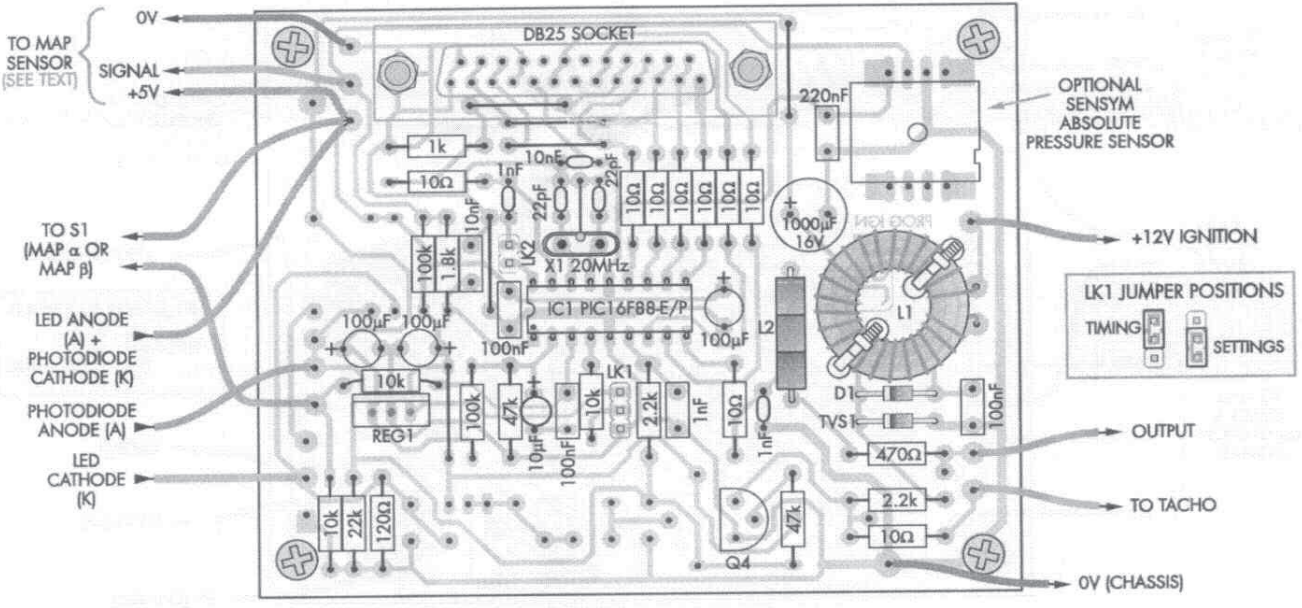 0V
TO MAP
SENSOR
(SEE TEXT)
SIGNAL
+5V
TO S1
(MAP α OR
MAP β)
LED ANODE
(A) +
PHOTODIODE
CATHODE (K)
PHOTODIODE
ANODE (A)
LED
CATHODE
(K)
DB25 SOCKET
220nF
OPTIONAL
SENSYM
ABSOLUTE
PRESSURE SENSOR
1k
10nF
10Ω
1nF
22pF
22pF
10Ω
10Ω
10Ω
10Ω
10Ω
10Ω
+
1000µF
16V
PROG IGN
+12V IGNITION
100k
1.8k
10nF
LK2
X1 20MHz
IC1 PIC16F88-E/P
+
100µF
L2
L1
LK1 JUMPER POSITIONS
TIMING
SETTINGS
100µF
100µF
+
+
100nF
10k
REG1
100k
47k
+
10µF
100nF
10k
LK1
2.2k
1nF
10Ω
1nF
D1
TVS1
100nF
470Ω
OUTPUT
10k
22k
120Ω
Q4
47k
2.2k
10Ω
TO TACHO
0V (CHASSIS)